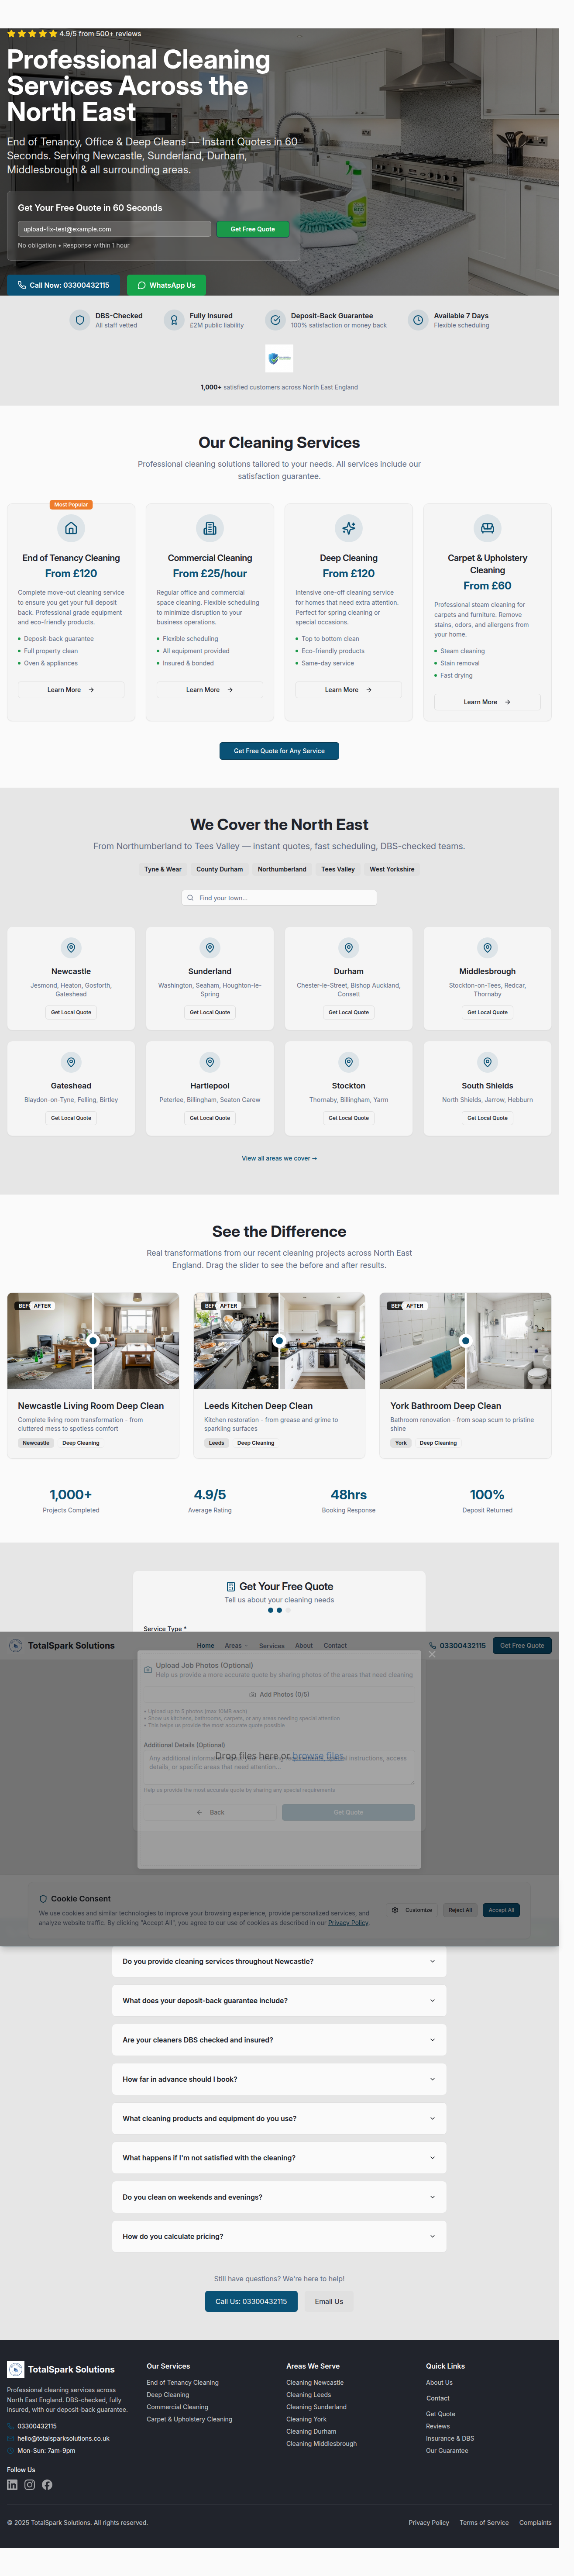 4.9/5 from 500+ reviews
Professional Cleaning
Services Across the
North East
End of Tenancy, Office & Deep Cleans — Instant Quotes in 60
Seconds. Serving Newcastle, Sunderland, Durham,
Middlesbrough & all surrounding areas.
Get Your Free Quote in 60 Seconds
upload-fix-test@example.com
Get Free Quote
No obligation • Response within 1 hour
Call Now: 03300432115
WhatsApp Us
DBS-Checked
All staff vetted
Fully Insured
£2M public liability
Deposit-Back Guarantee
100% satisfaction or money back
Available 7 Days
Flexible scheduling
1,000+ satisfied customers across North East England
Our Cleaning Services
Professional cleaning solutions tailored to your needs. All services include our
satisfaction guarantee.
Most Popular
End of Tenancy Cleaning
From £120
Complete move-out cleaning service
to ensure you get your full deposit
back. Professional grade equipment
and eco-friendly products.
Deposit-back guarantee
Full property clean
Oven & appliances
Learn More
Commercial Cleaning
From £25/hour
Regular office and commercial
space cleaning. Flexible scheduling
to minimize disruption to your
business operations.
Flexible scheduling
All equipment provided
Insured & bonded
Learn More
Deep Cleaning
From £120
Intensive one-off cleaning service
for homes that need extra attention.
Perfect for spring cleaning or
special occasions.
Top to bottom clean
Eco-friendly products
Same-day service
Learn More
Carpet & Upholstery
Cleaning
From £60
Professional steam cleaning for
carpets and furniture. Remove
stains, odors, and allergens from
your home.
Steam cleaning
Stain removal
Fast drying
Learn More
Get Free Quote for Any Service
We Cover the North East
From Northumberland to Tees Valley — instant quotes, fast scheduling, DBS-checked teams.
Tyne & Wear
County Durham
Northumberland
Tees Valley
West Yorkshire
Find your town...
Newcastle
Jesmond, Heaton, Gosforth,
Gateshead
Get Local Quote
Sunderland
Washington, Seaham, Houghton-le-
Spring
Get Local Quote
Durham
Chester-le-Street, Bishop Auckland,
Consett
Get Local Quote
Middlesbrough
Stockton-on-Tees, Redcar,
Thornaby
Get Local Quote
Gateshead
Blaydon-on-Tyne, Felling, Birtley
Get Local Quote
Hartlepool
Peterlee, Billingham, Seaton Carew
Get Local Quote
Stockton
Thornaby, Billingham, Yarm
Get Local Quote
South Shields
North Shields, Jarrow, Hebburn
Get Local Quote
View all areas we cover →
See the Difference
Real transformations from our recent cleaning projects across North East
England. Drag the slider to see the before and after results.
AFTER
AFTER
AFTER
Newcastle Living Room Deep Clean
Complete living room transformation - from
cluttered mess to spotless comfort
Newcastle
Deep Cleaning
Leeds Kitchen Deep Clean
Kitchen restoration - from grease and grime to
sparkling surfaces
Leeds
Deep Cleaning
York Bathroom Deep Clean
Bathroom renovation - from soap scum to pristine
shine
York
Deep Cleaning
1,000+
Projects Completed
4.9/5
Average Rating
48hrs
Booking Response
100%
Deposit Returned
Get Your Free Quote
Tell us about your cleaning needs
Service Type *
TotalSpark Solutions
Home
Areas
Services
About
Contact
03300432115
Get Free Quote
Upload Job Photos (Optional)
Help us provide a more accurate quote by sharing photos of the areas that need cleaning
Add Photos (0/5)
• Upload up to 5 photos (max 10MB each)
• Show us kitchens, bathrooms, carpets, or any areas needing special attention
• This helps us provide the most accurate quote possible
Additional Details (Optional)
Drop files here or browse files
details, or specific areas that need attention...
Help us provide the most accurate quote by sharing any special requirements
Back
Get Quote
Cookie Consent
We use cookies and similar technologies to improve your browsing experience, provide personalized services, and
analyze website traffic. By clicking "Accept All", you agree to our use of cookies as described in our Privacy Policy.
Customize
Reject All
Accept All
Do you provide cleaning services throughout Newcastle?
What does your deposit-back guarantee include?
Are your cleaners DBS checked and insured?
How far in advance should I book?
What cleaning products and equipment do you use?
What happens if I'm not satisfied with the cleaning?
Do you clean on weekends and evenings?
How do you calculate pricing?
Still have questions? We're here to help!
Call Us: 03300432115
Email Us
TotalSpark Solutions
Professional cleaning services across
North East England. DBS-checked, fully
insured, with our deposit-back guarantee.
03300432115
hello@totalsparksolutions.co.uk
Mon-Sun: 7am-9pm
Follow Us
Our Services
End of Tenancy Cleaning
Deep Cleaning
Commercial Cleaning
Carpet & Upholstery Cleaning
Areas We Serve
Cleaning Newcastle
Cleaning Leeds
Cleaning Sunderland
Cleaning York
Cleaning Durham
Cleaning Middlesbrough
Quick Links
About Us
Contact
Get Quote
Reviews
Insurance & DBS
Our Guarantee
© 2025 TotalSpark Solutions. All rights reserved.
Privacy Policy
Terms of Service
Complaints